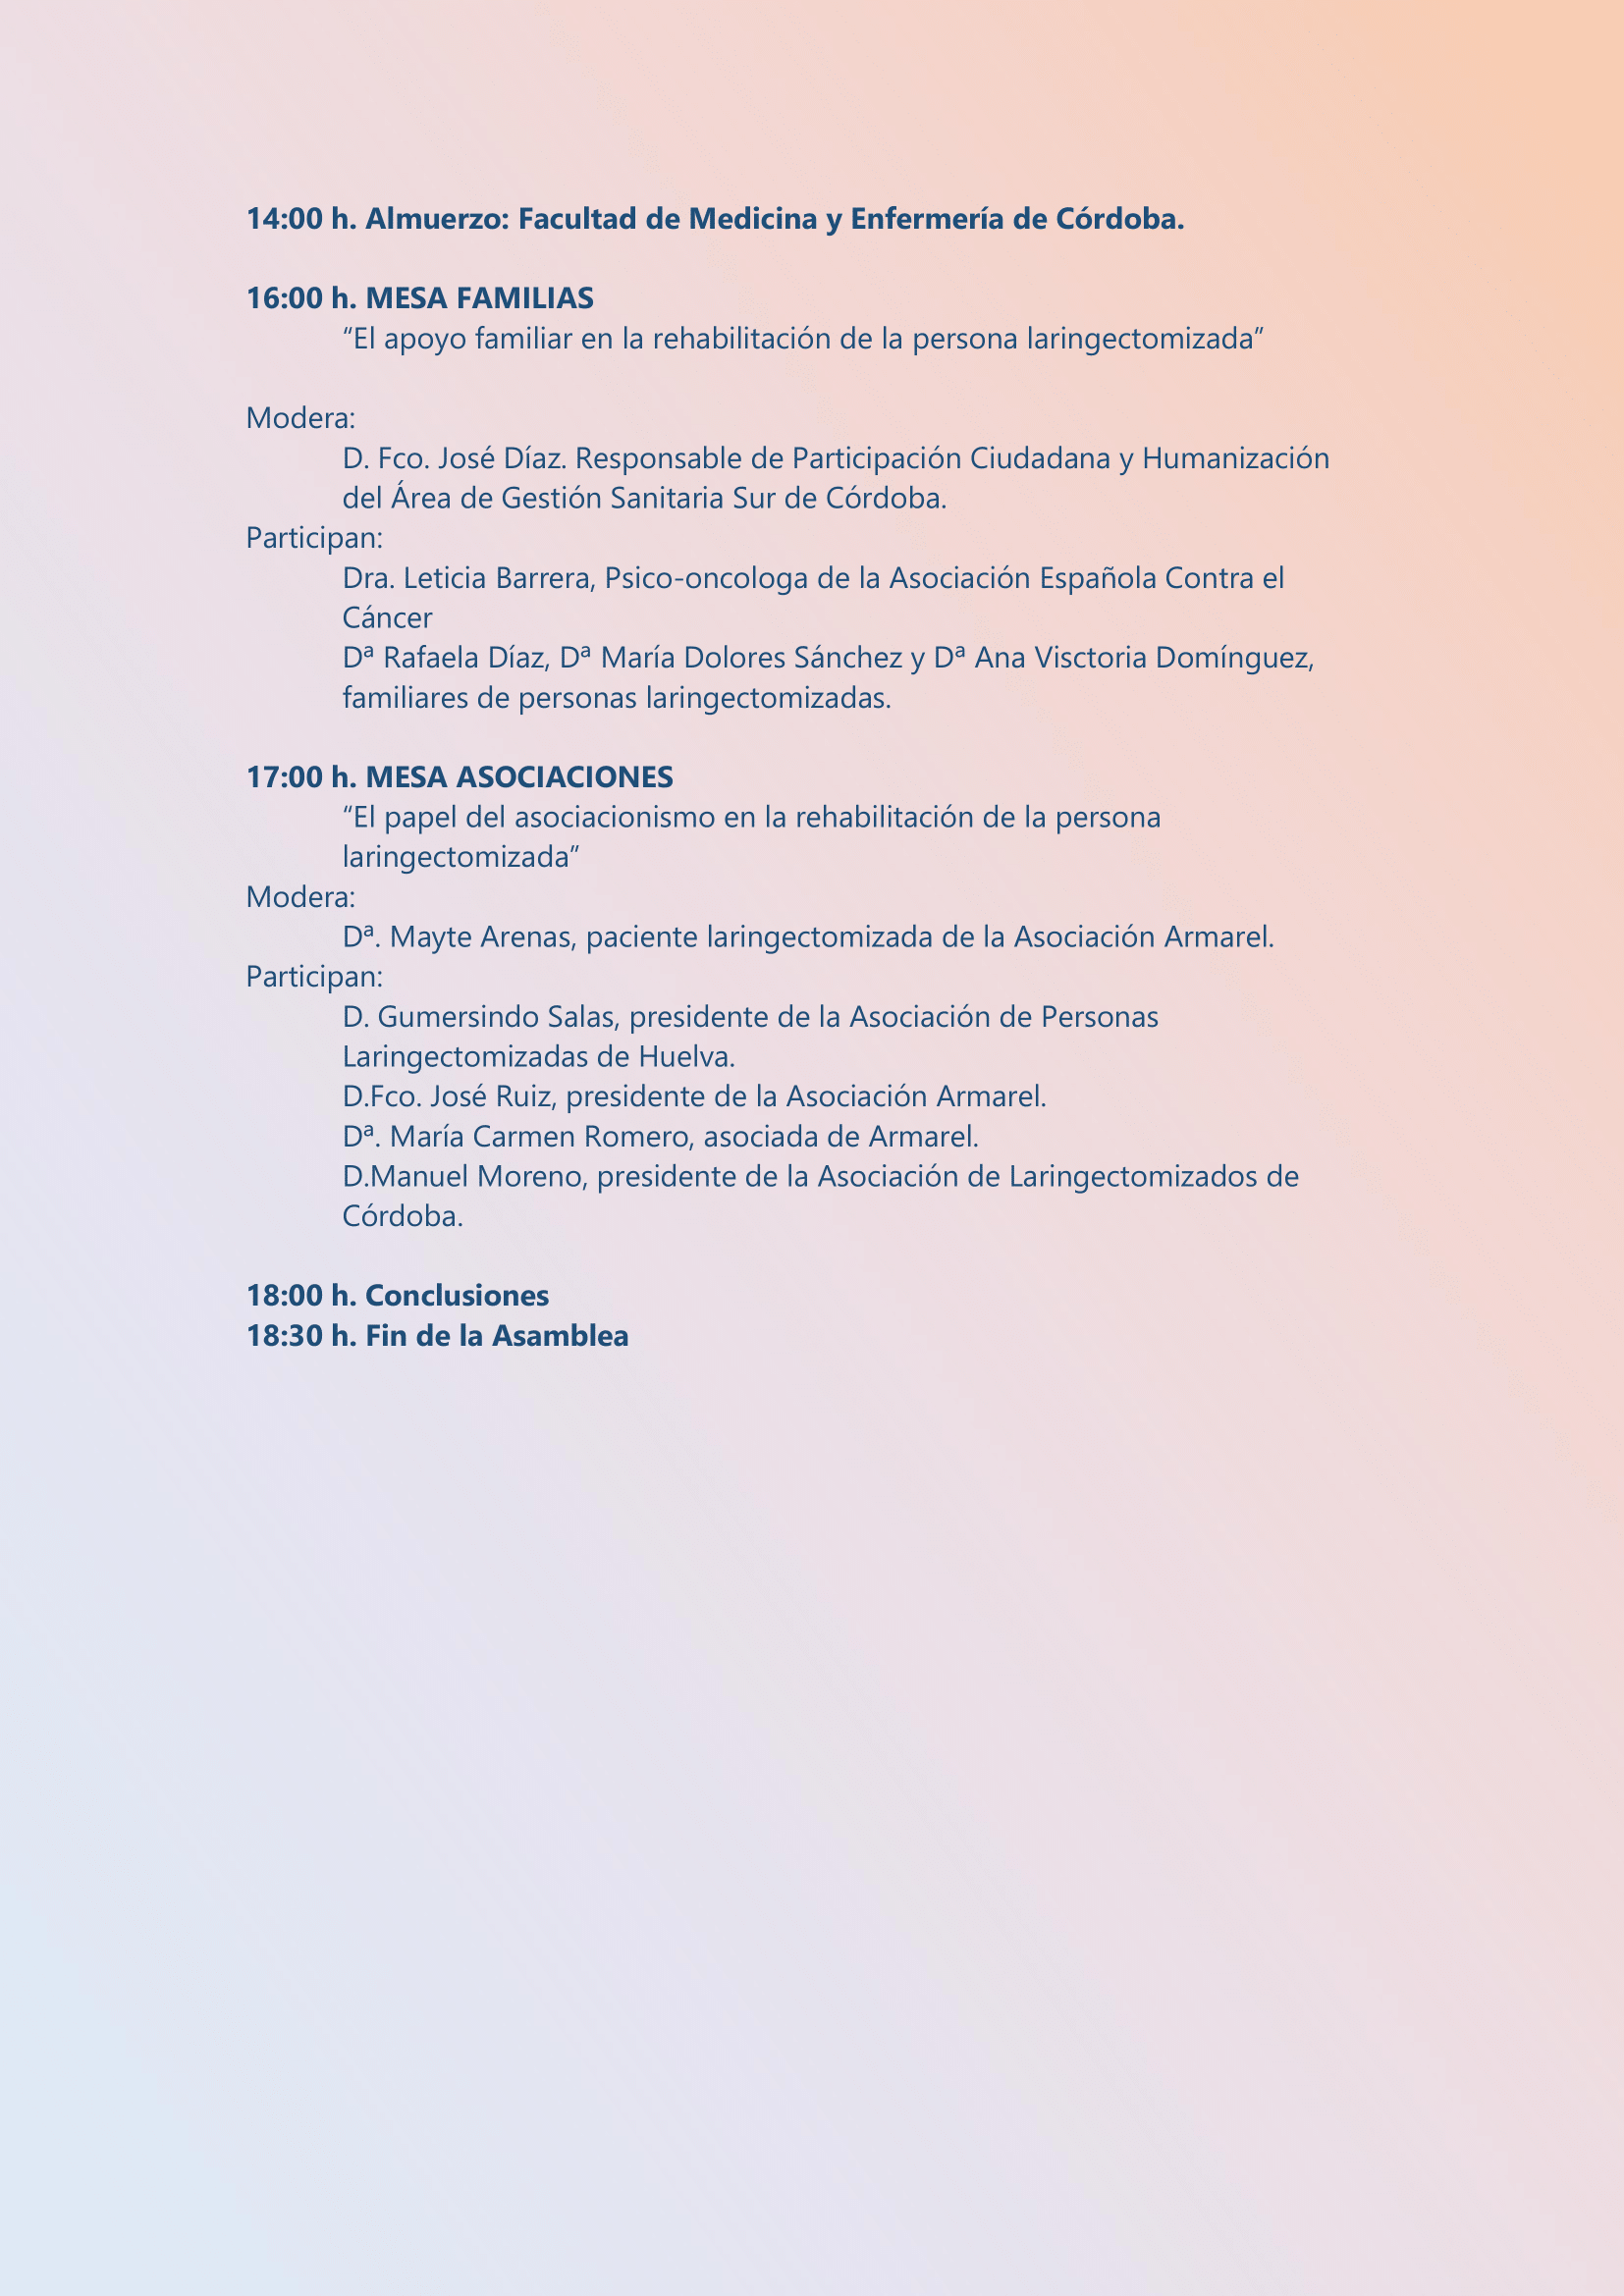 14:00 h. Almuerzo: Facultad de Medicina y Enfermería de Córdoba.
16:00 h. MESA FAMILIAS
“El apoyo familiar en la rehabilitación de la persona laringectomizada”
Modera:
D. Fco. José Díaz. Responsable de Participación Ciudadana y Humanización
del Área de Gestión Sanitaria Sur de Córdoba.
Participan:
Dra. Leticia Barrera, Psico-oncologa de la Asociación Española Contra el
Cáncer
Dª Rafaela Díaz, Dª María Dolores Sánchez y Dª Ana Visctoria Domínguez,
familiares de personas laringectomizadas.
17:00 h. MESA ASOCIACIONES
“El papel del asociacionismo en la rehabilitación de la persona
laringectomizada”
Modera:
Dª. Mayte Arenas, paciente laringectomizada de la Asociación Armarel.
Participan:
D. Gumersindo Salas, presidente de la Asociación de Personas
Laringectomizadas de Huelva.
D.Fco. José Ruiz, presidente de la Asociación Armarel.
Dª. María Carmen Romero, asociada de Armarel.
D.Manuel Moreno, presidente de la Asociación de Laringectomizados de
Córdoba.
18:00 h. Conclusiones
18:30 h. Fin de la Asamblea